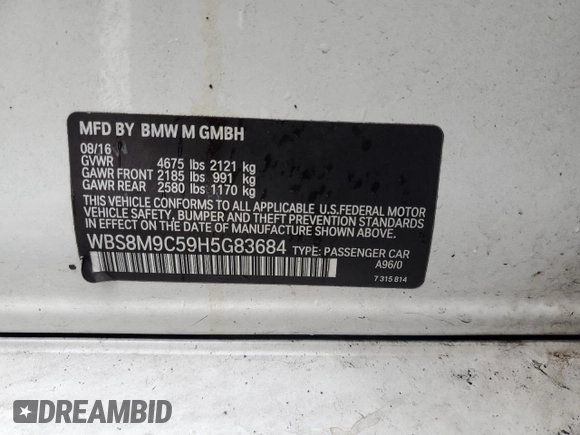 MFD BY BMW M GMBH
08/16
GVWR 4675 lbs 2121 kg
GAWR FRONT 2185 lbs 991 kg
GAWR REAR 2580 lbs 1170 kg
THIS VEHICLE CONFORMS TO ALL APPLICABLE U.S.FEDERAL MOTOR
VEHICLE SAFETY, BUMPER AND THEFT PREVENTION STANDARDS
IN EFFECT ON THE DATE OF MANUFACTURE SHOWN ABOVE.
WBS8M9C59H5G83684 TYPE: PASSENGER CAR
A96/0
7 315 814
DREAMBID